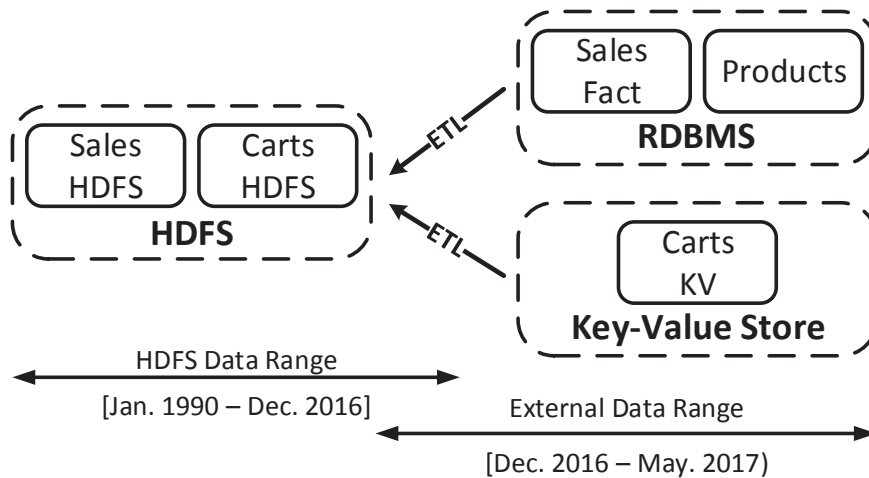 Sales
Fact
Products
RDBMS
ETL
Sales
HDFS
Carts
HDFS
HDFS
ETL
Carts
KV
Key-Value Store
HDFS Data Range
[Jan. 1990 – Dec. 2016]
External Data Range
[Dec. 2016 – May. 2017)